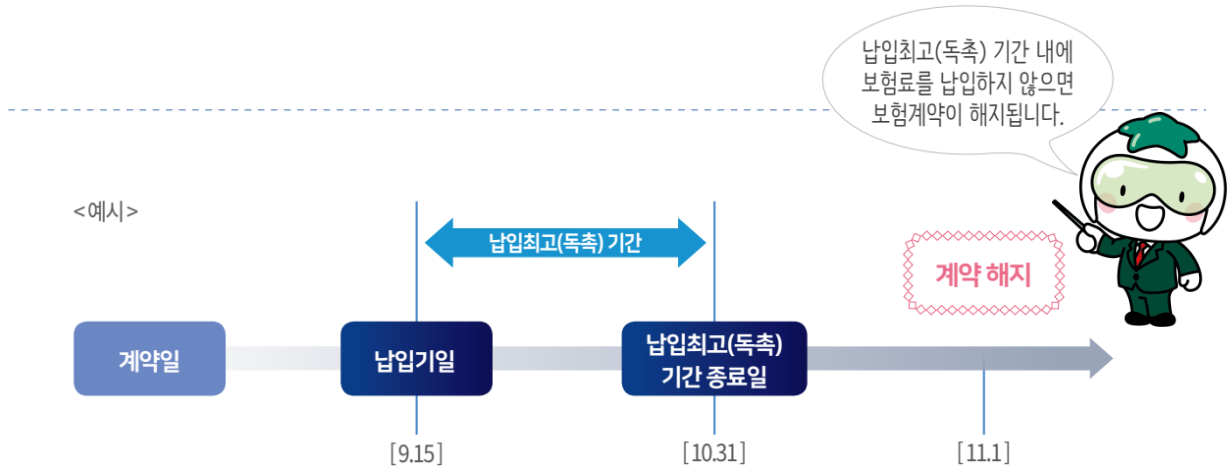 납입최고(독촉) 기간 내에
보험료를 납입하지 않으면
보험계약이 해지됩니다.
<예시>
납입최고(독촉) 기간
계약 해지
계약일
납입기일
납입최고(독촉)
기간 종료일
[9.15]
[10.31]
[11.1]